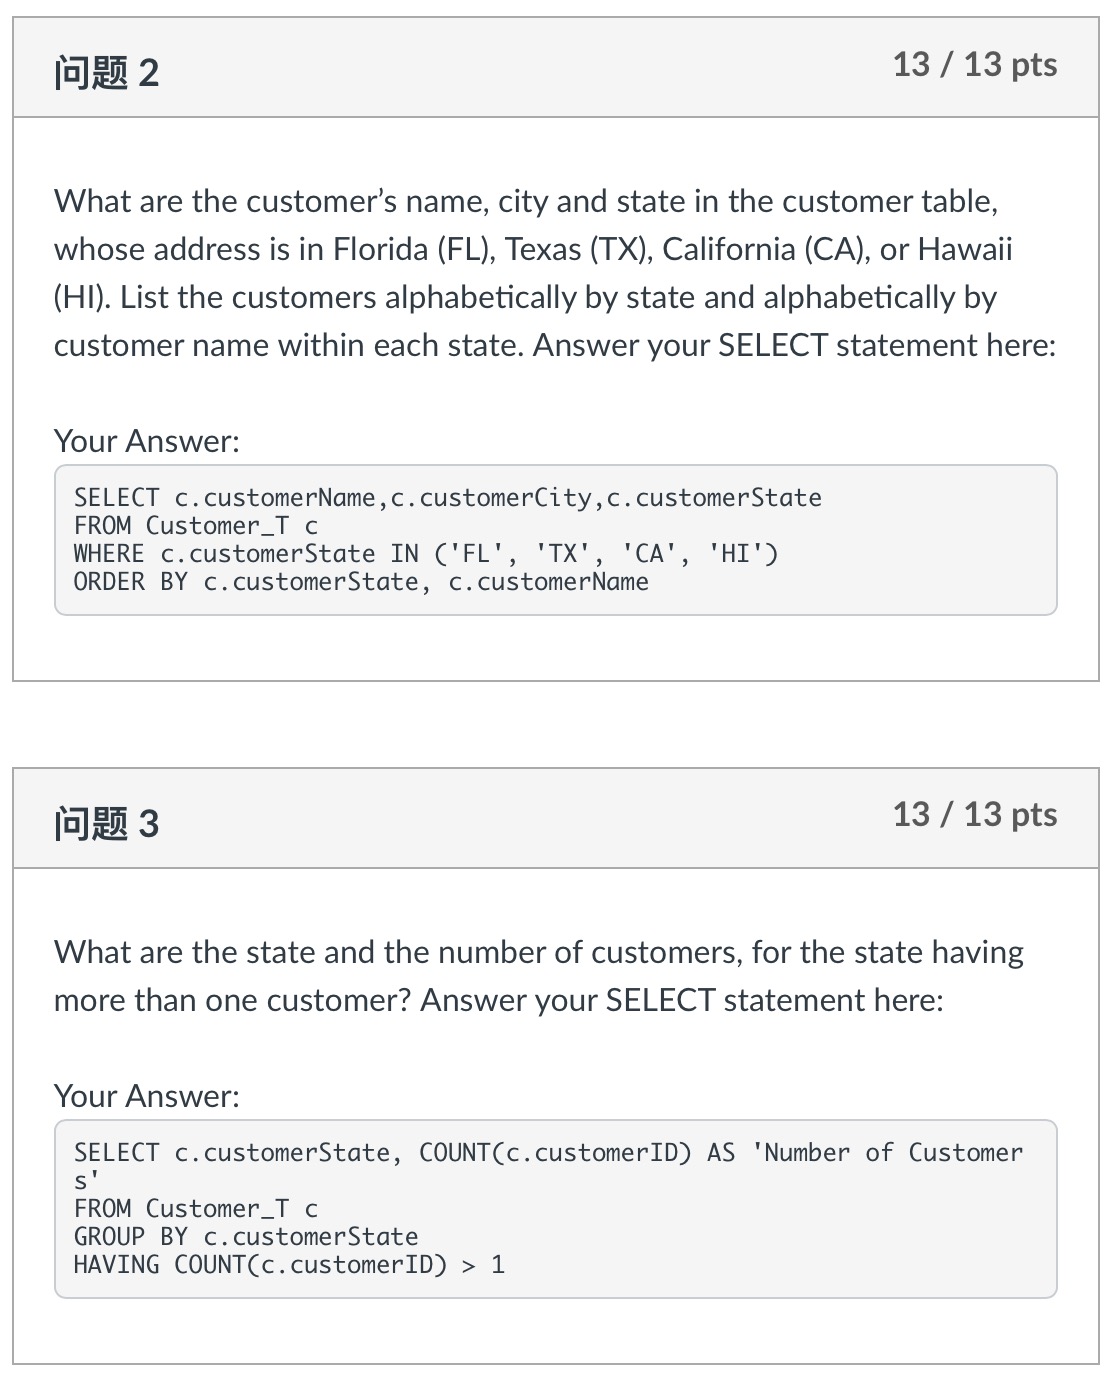 问题 2
13 / 13 pts
What are the customer’s name, city and state in the customer table,
whose address is in Florida (FL), Texas (TX), California (CA), or Hawaii
(HI). List the customers alphabetically by state and alphabetically by
customer name within each state. Answer your SELECT statement here:
Your Answer:
SELECT c.customerName,c.customerCity,c.customerState
FROM Customer_T c
WHERE c.customerState IN ('FL', 'TX', 'CA', 'HI')
ORDER BY c.customerState, c.customerName
问题 3
13 / 13 pts
What are the state and the number of customers, for the state having
more than one customer? Answer your SELECT statement here:
Your Answer:
SELECT c.customerState, COUNT(c.customerID) AS 'Number of Customer
s'
FROM Customer_T c
GROUP BY c.customerState
HAVING COUNT(c.customerID) > 1